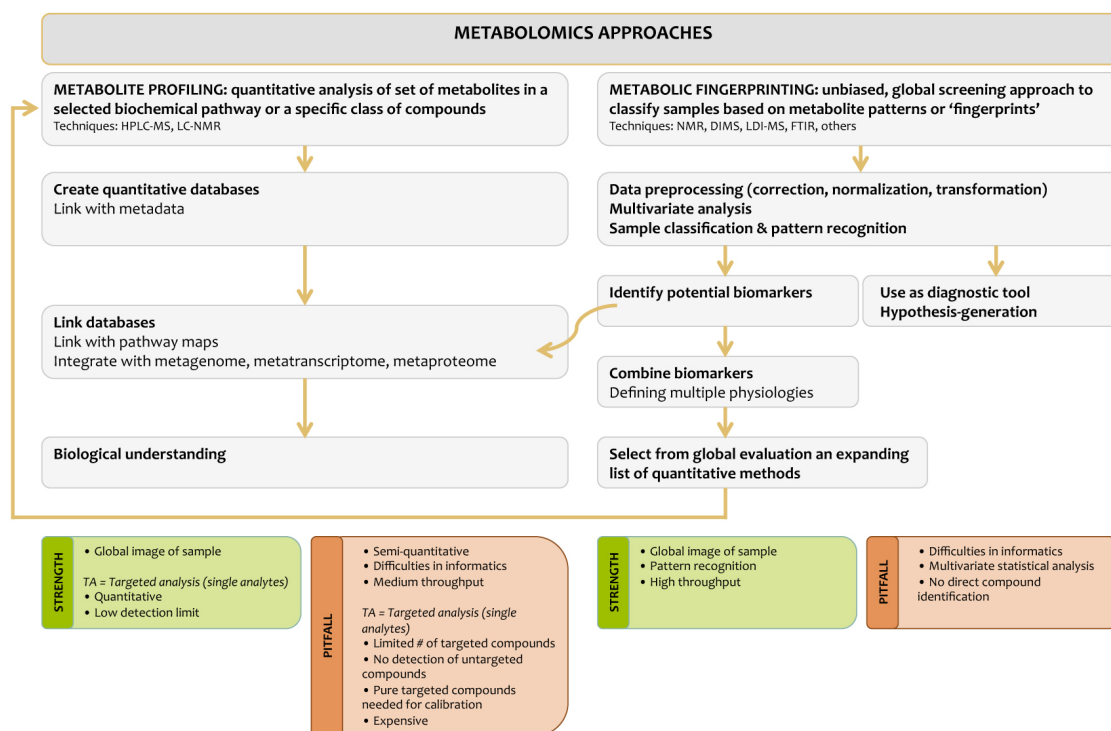 METABOLOMICS APPROACHES
METABOLITE PROFILING: quantitative analysis of set of metabolites in a
selected biochemical pathway or a specific class of compounds
Techniques: HPLC-MS, LC-NMR
Create quantitative databases
Link with metadata
Link databases
Link with pathway maps
Integrate with metagenome, metatranscriptome, metaproteome
Biological understanding
METABOLIC FINGERPRINTING: unbiased, global screening approach to
classify samples based on metabolite patterns or ‘fingerprints’
Techniques: NMR, DIMS, LDI-MS, FTIR, others
Data preprocessing (correction, normalization, transformation)
Multivariate analysis
Sample classification & pattern recognition
Identify potential biomarkers
Use as diagnostic tool
Hypothesis-generation
Combine biomarkers
Defining multiple physiologies
Select from global evaluation an expanding
list of quantitative methods
STRENGTH
• Global image of sample
TA = Targeted analysis (single analytes)
• Quantitative
• Low detection limit
PITFALL
• Semi-quantitative
• Difficulties in informatics
• Medium throughput
TA = Targeted analysis (single
analytes)
• Limited # of targeted compounds
• No detection of untargeted
compounds
• Pure targeted compounds
needed for calibration
• Expensive
STRENGTH
• Global image of sample
• Pattern recognition
• High throughput
PITFALL
• Difficulties in informatics
• Multivariate statistical analysis
• No direct compound
identification